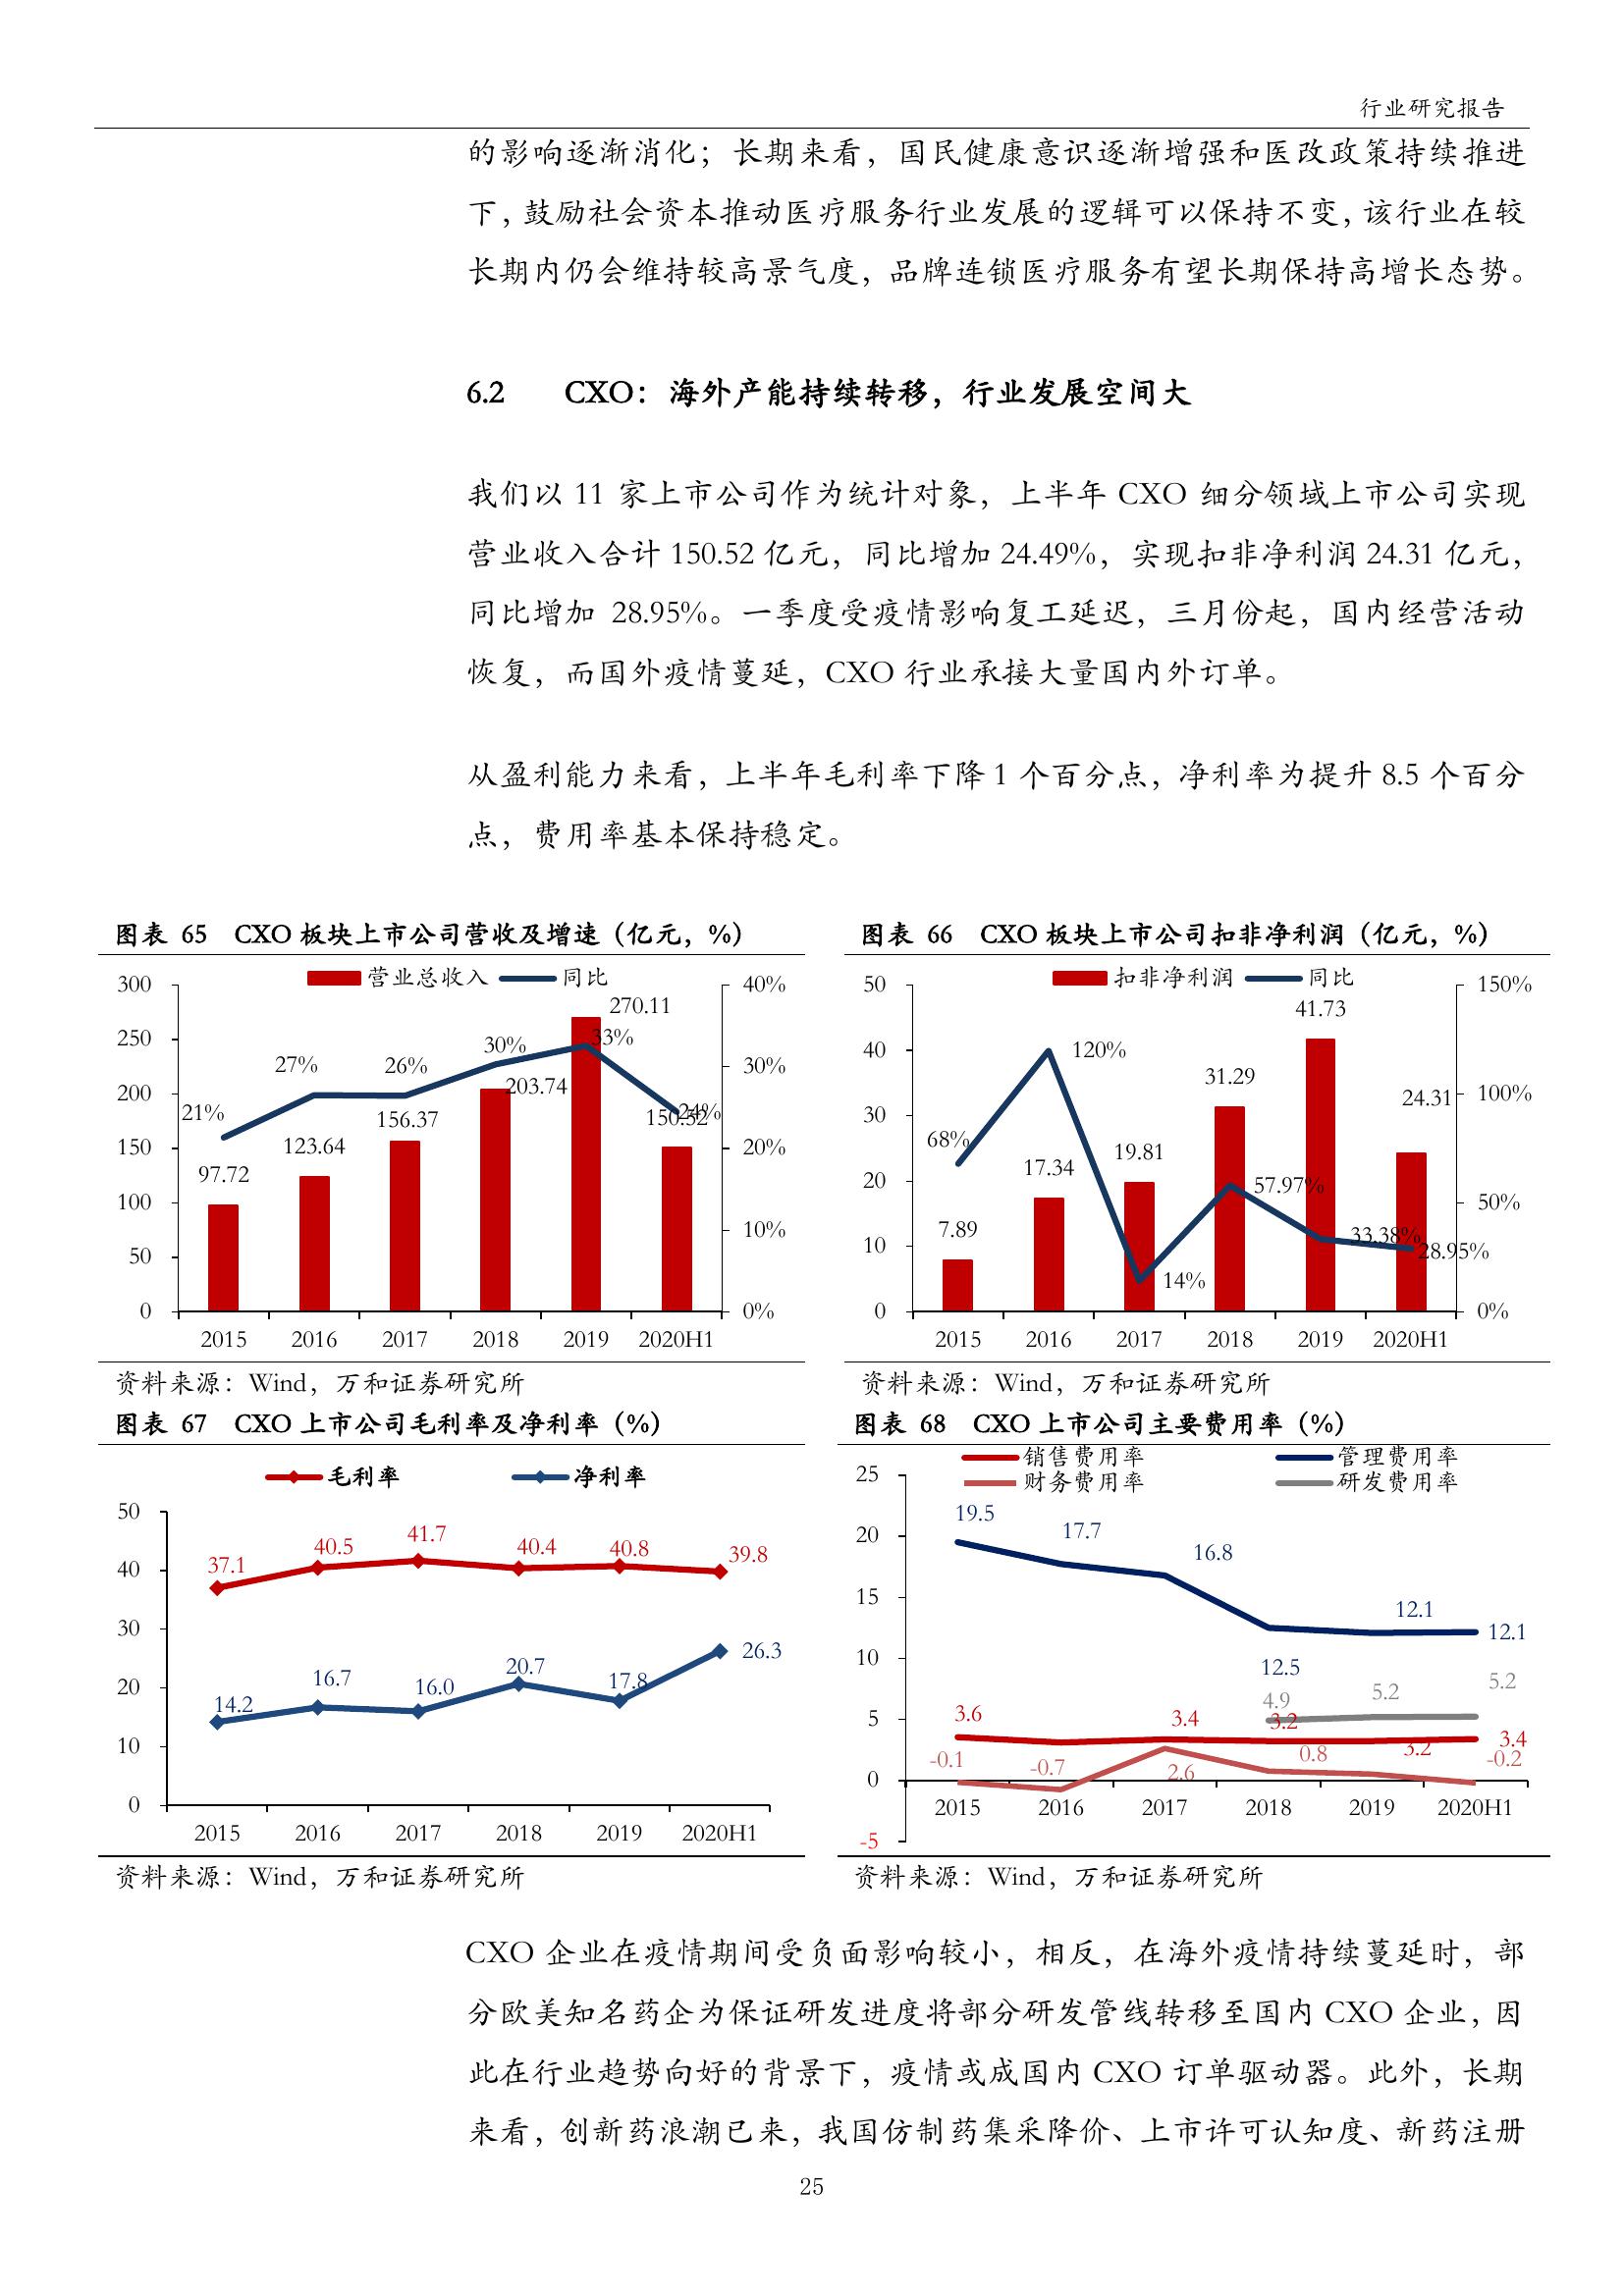 行业研究报告
的影响逐渐消化；长期来看，国民健康意识逐渐增强和医改政策持续推进
下，鼓励社会资本推动医疗服务行业发展的逻辑可以保持不变，该行业在较
长期内仍会维持较高景气度，品牌连锁医疗服务有望长期保持高增长态势。
6.2 CXO：海外产能持续转移，行业发展空间大
我们以 11 家上市公司作为统计对象，上半年 CXO 细分领域上市公司实现
营业收入合计 150.52 亿元，同比增加 24.49%，实现扣非净利润 24.31 亿元，
同比增加 28.95%。一季度受疫情影响复工延迟，三月份起，国内经营活动
恢复，而国外疫情蔓延，CXO 行业承接大量国内外订单。
从盈利能力来看，上半年毛利率下降 1 个百分点，净利率为提升 8.5 个百分
点，费用率基本保持稳定。
图表 65 CXO 板块上市公司营收及增速（亿元，%）
营业总收入 同比
300
250
200
150
100
50
0
40%
30%
20%
10%
0%
97.72
123.64
156.37
203.74
270.11
150.52
21%
27%
26%
30%
33%
24%
2015 2016 2017 2018 2019 2020H1
资料来源：Wind，万和证券研究所
图表 66 CXO 板块上市公司扣非净利润（亿元，%）
扣非净利润 同比
50
40
30
20
10
0
150%
100%
50%
0%
7.89
17.34
19.81
31.29
41.73
24.31
68%
120%
14%
57.97%
33.38%
28.95%
2015 2016 2017 2018 2019 2020H1
资料来源：Wind，万和证券研究所
图表 67 CXO 上市公司毛利率及净利率（%）
毛利率 净利率
50
40
30
20
10
0
37.1
40.5
41.7
40.4
40.8
39.8
14.2
16.7
16.0
20.7
17.8
26.3
2015 2016 2017 2018 2019 2020H1
资料来源：Wind，万和证券研究所
图表 68 CXO 上市公司主要费用率（%）
销售费用率 管理费用率
财务费用率 研发费用率
25
20
15
10
5
0
-5
19.5
17.7
16.8
12.5
12.1
12.1
4.9
5.2
5.2
3.6
3.4
3.2
3.2
3.4
-0.1
-0.7
2.6
0.8
-0.2
2015 2016 2017 2018 2019 2020H1
资料来源：Wind，万和证券研究所
CXO 企业在疫情期间受负面影响较小，相反，在海外疫情持续蔓延时，部
分欧美知名药企为保证研发进度将部分研发管线转移至国内 CXO 企业，因
此在行业趋势向好的背景下，疫情或成国内 CXO 订单驱动器。此外，长期
来看，创新药浪潮已来，我国仿制药集采降价、上市许可认知度、新药注册
25